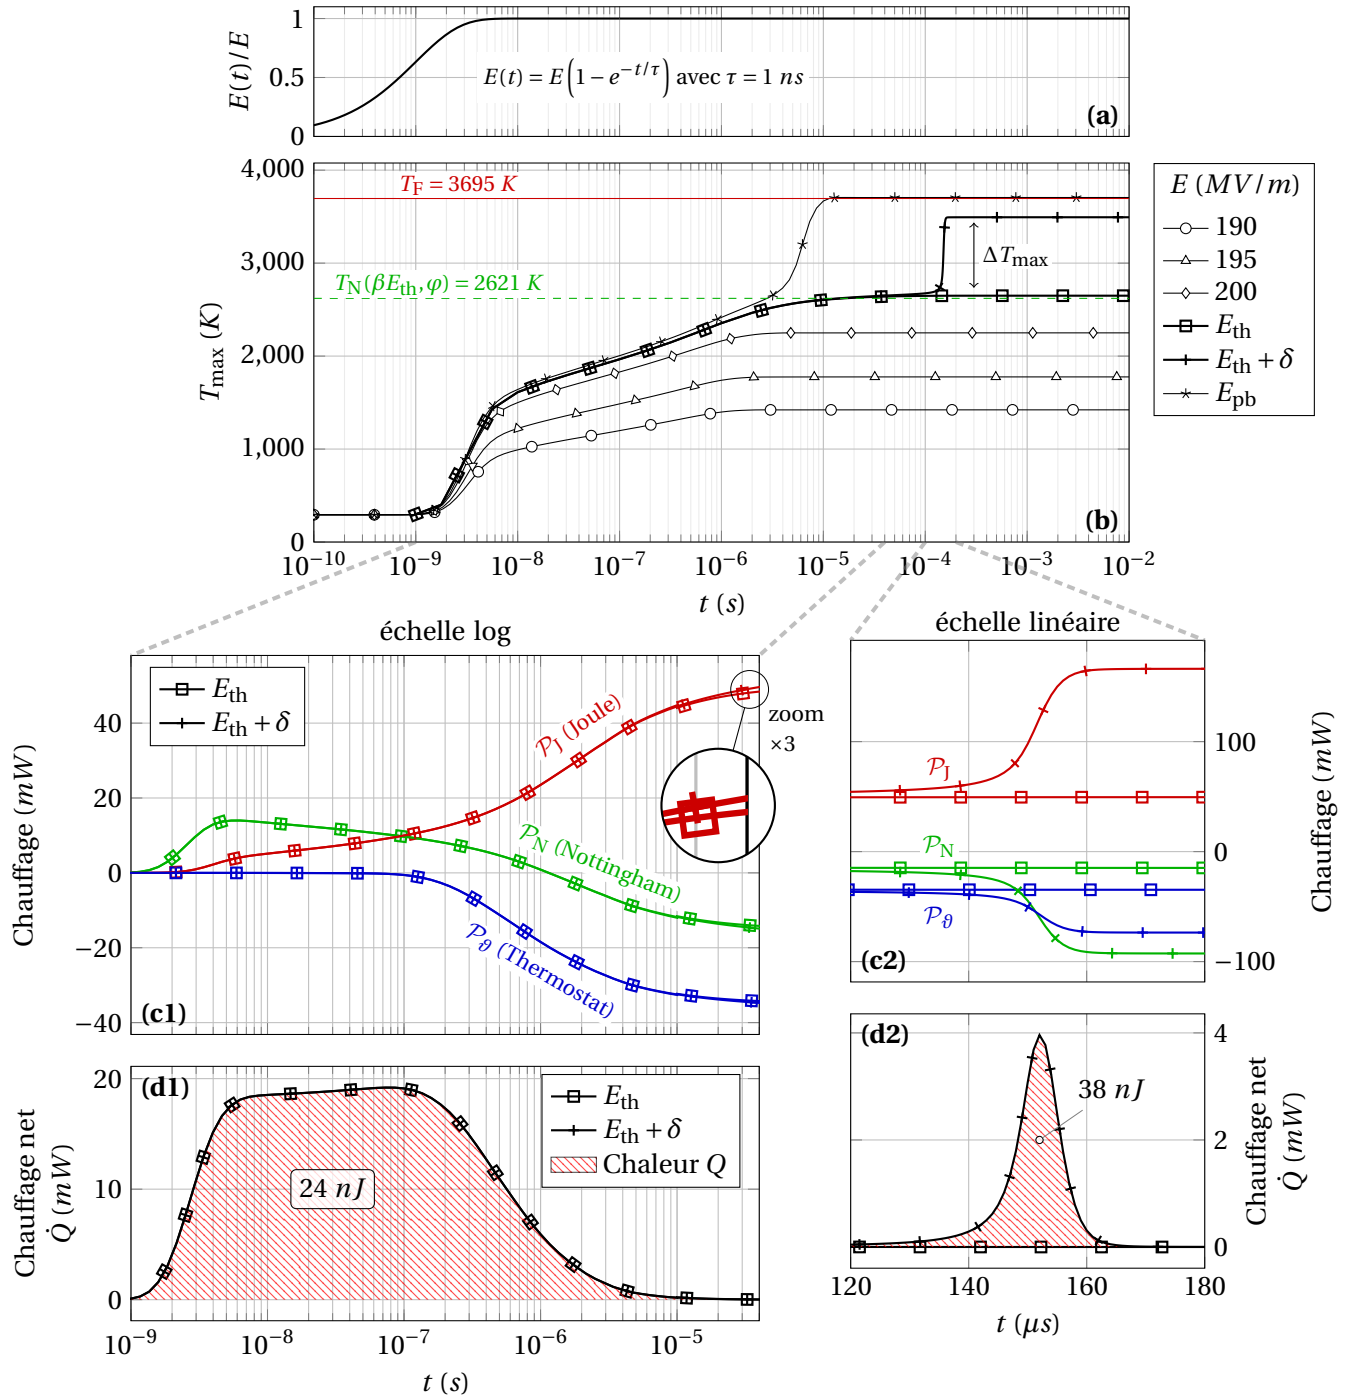 E(t)/E
1
0.5
0
E(t) = E(1 − e^{−t/τ}) avec τ = 1 ns
(a)
T_max (K)
4,000
3,000
2,000
1,000
0
T_F = 3695 K
T_N(βE_th, φ) = 2621 K
ΔT_max
(b)
10^{−10} 10^{−9} 10^{−8} 10^{−7} 10^{−6} 10^{−5} 10^{−4} 10^{−3} 10^{−2}
t (s)
E (MV/m)
190
195
200
E_th
E_th + δ
E_pb
échelle log
Chauffage (mW)
40
20
0
−20
−40
E_th
E_th + δ
P_J (Joule)
P_N (Nottingham)
P_ϑ (Thermostat)
zoom
×3
(c1)
échelle linéaire
P_J
P_N
P_ϑ
(c2)
100
0
−100
Chauffage (mW)
Chauffage net
Q̇ (mW)
20
10
0
(d1)
24 nJ
E_th
E_th + δ
Chaleur Q
10^{−9} 10^{−8} 10^{−7} 10^{−6} 10^{−5}
t (s)
(d2)
38 nJ
4
2
0
Chauffage net
Q̇ (mW)
120 140 160 180
t (μs)